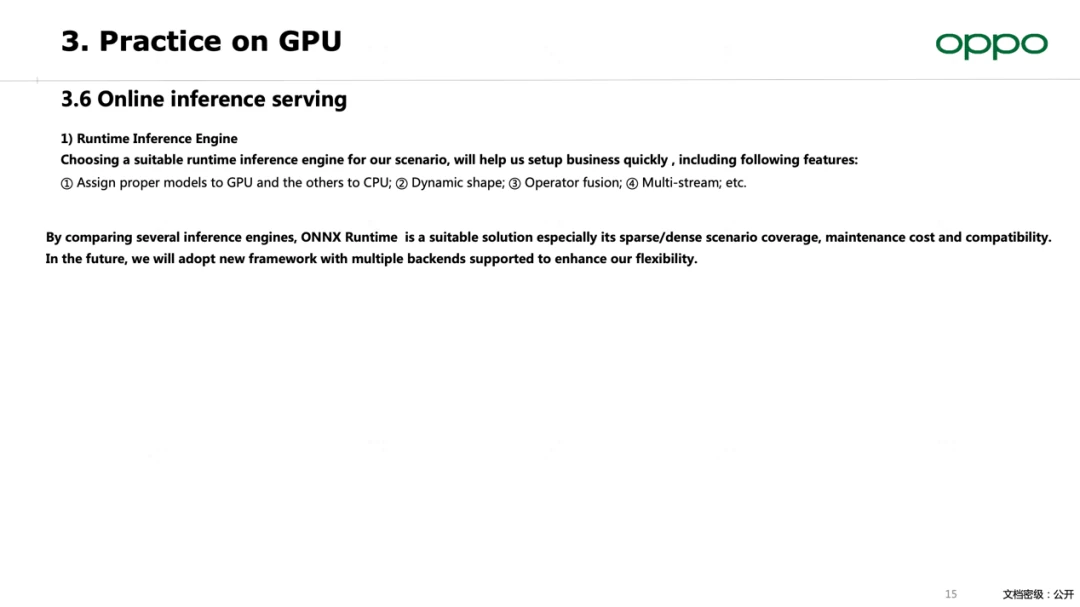 3. Practice on GPU
oppo
3.6 Online inference serving
1) Runtime Inference Engine
Choosing a suitable runtime inference engine for our scenario, will help us setup business quickly , including following features:
① Assign proper models to GPU and the others to CPU; ② Dynamic shape; ③ Operator fusion; ④ Multi-stream; etc.
By comparing several inference engines, ONNX Runtime  is a suitable solution especially its sparse/dense scenario coverage, maintenance cost and compatibility.
In the future, we will adopt new framework with multiple backends supported to enhance our flexibility.
15
文档密级：公开